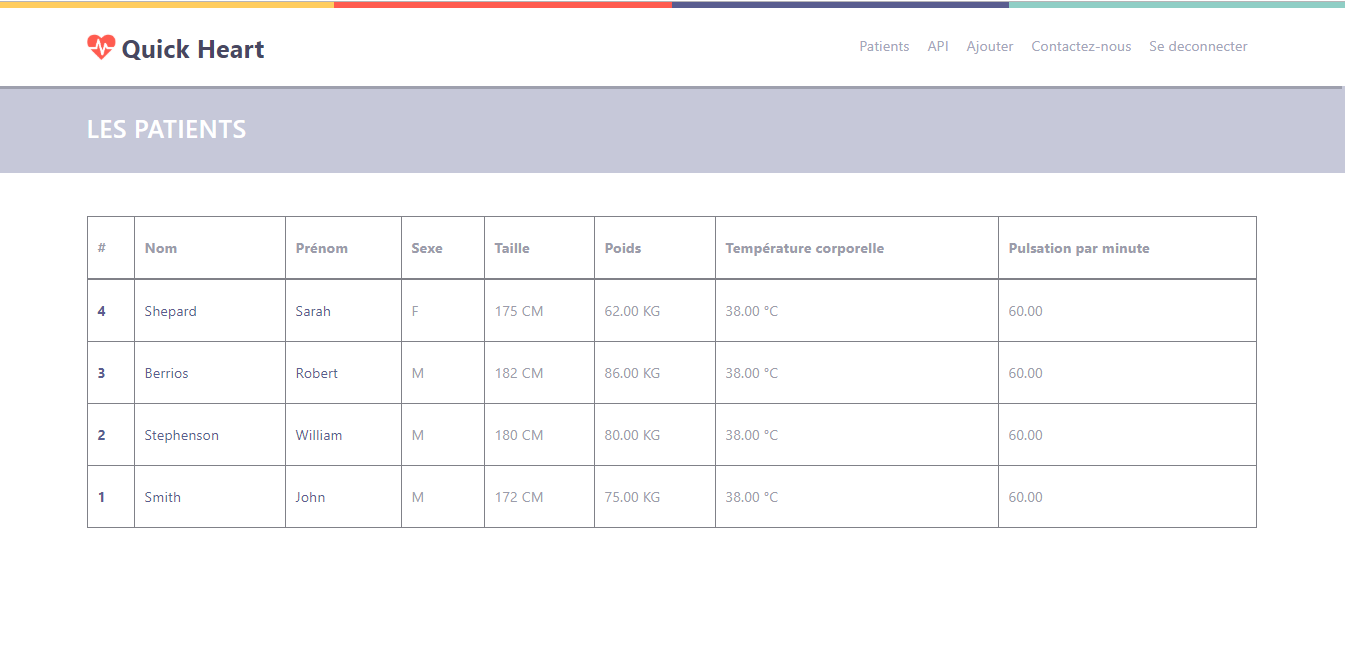 Quick Heart
Patients API Ajouter Contactez-nous Se deconnecter
LES PATIENTS
# Nom Prénom Sexe Taille Poids Température corporelle Pulsation par minute
4 Shepard Sarah F 175 CM 62.00 KG 38.00 °C 60.00
3 Berrios Robert M 182 CM 86.00 KG 38.00 °C 60.00
2 Stephenson William M 180 CM 80.00 KG 38.00 °C 60.00
1 Smith John M 172 CM 75.00 KG 38.00 °C 60.00